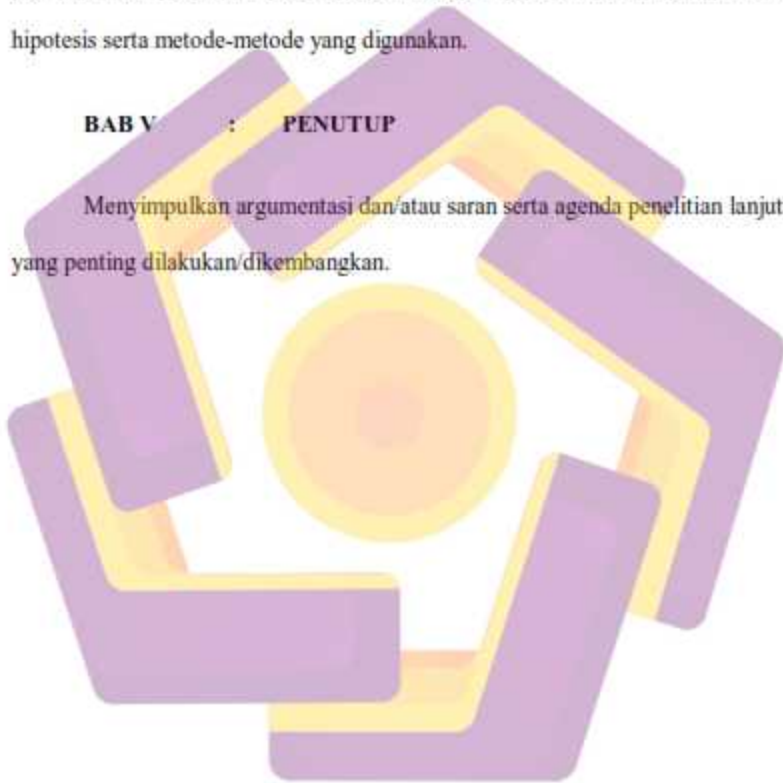 hipotesis serta metode-metode yang digunakan.
BAB V : PENUTUP
Menyimpulkan argumentasi dan/atau saran serta agenda penelitian lanjut
yang penting dilakukan/dikembangkan.